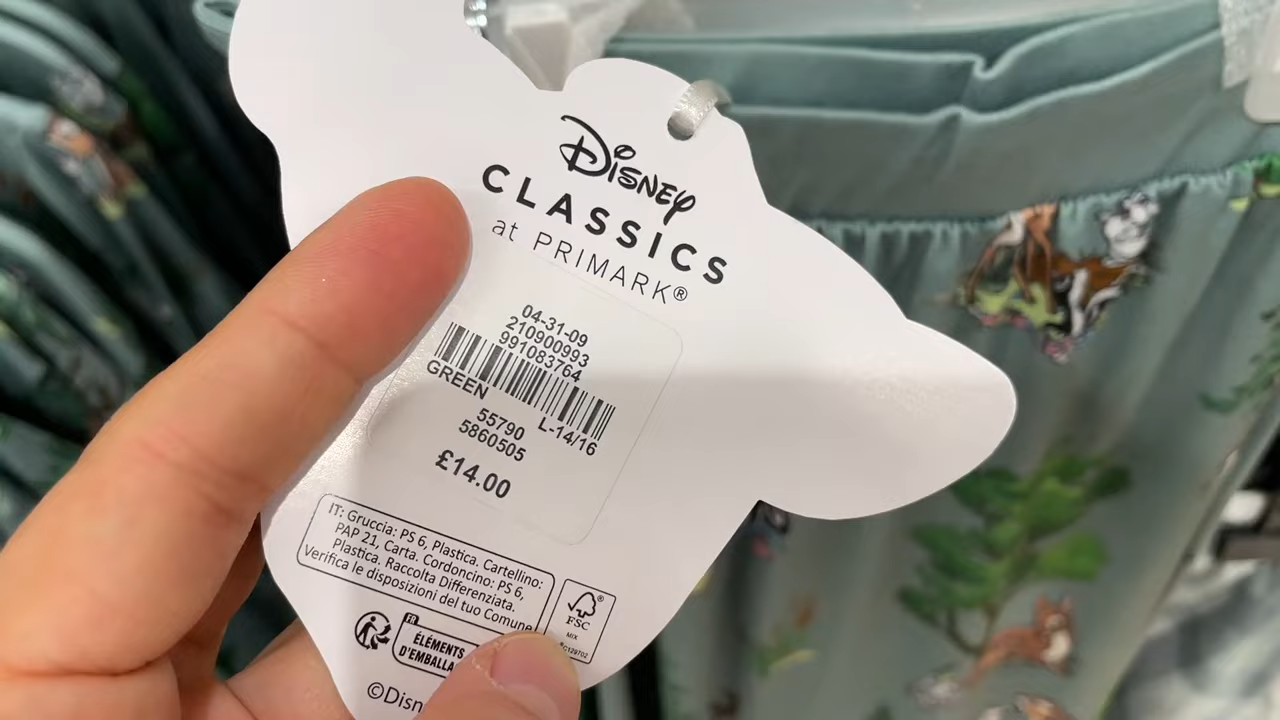 Disney
CLASSICS
at PRIMARK®
04-31-09
210900993
991083764
GREEN
L-14/16
55790
5860505
£14.00
IT: Gruccia: PS 6, Plastica. Cartellino:
PAP 21, Carta. Cordoncino: PS 6,
Plastica. Raccolta Differenziata.
Verifica le disposizioni del tuo Comune
FSC®
MIX
FR
ÉLÉMENTS
D'EMBALLA
©Disn